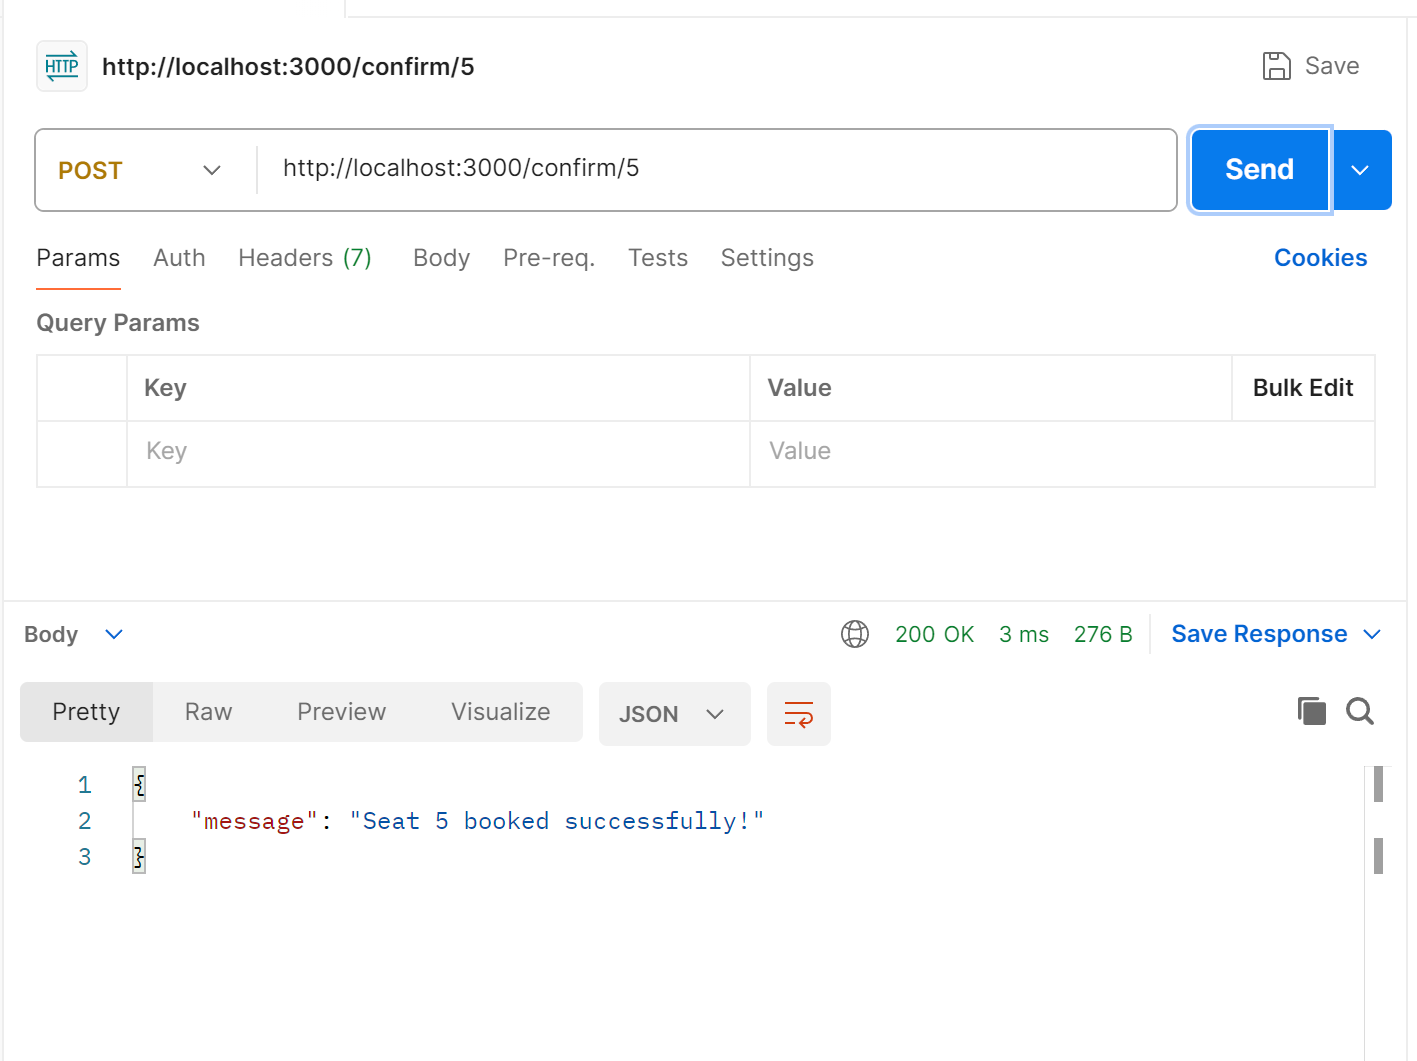 HTTP http://localhost:3000/confirm/5 Save
POST http://localhost:3000/confirm/5 Send
Params Auth Headers (7) Body Pre-req. Tests Settings Cookies
Query Params
Key Value Bulk Edit
Key Value
Body 200 OK 3 ms 276 B Save Response
Pretty Raw Preview Visualize JSON
1 {
2 "message": "Seat 5 booked successfully!"
3 }